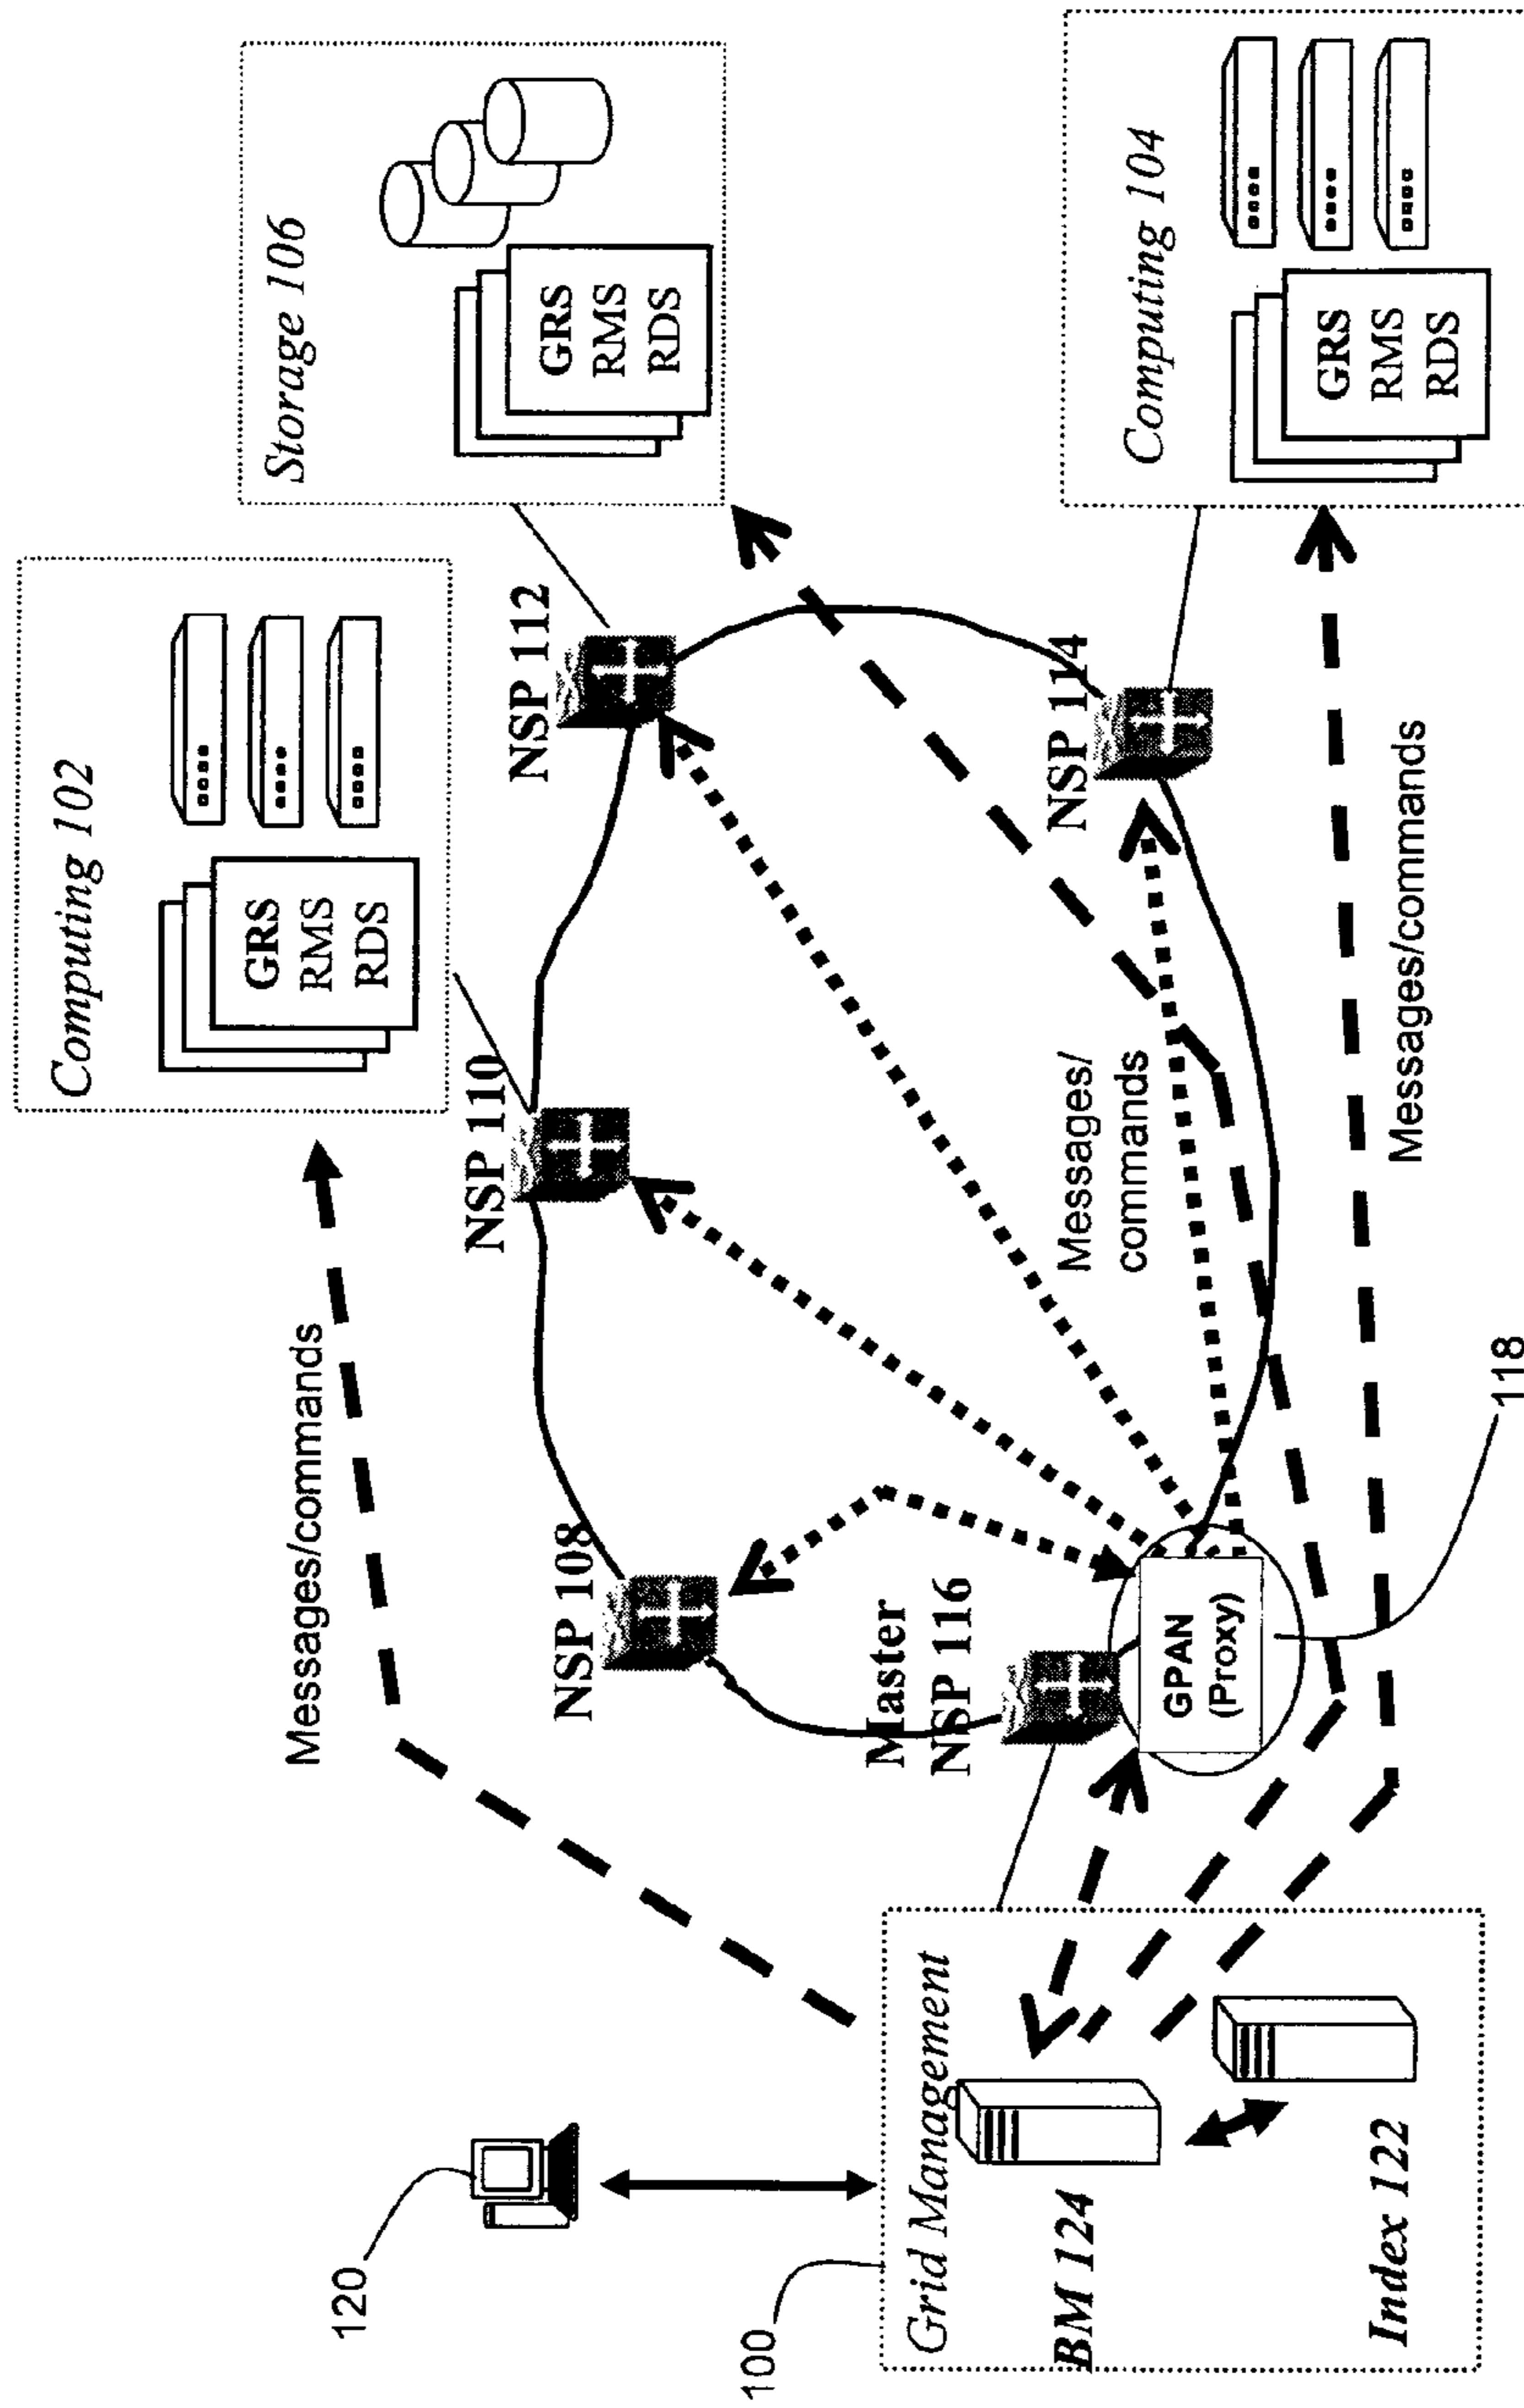 Computing 102
GRS
RMS
RDS
Storage 106
GRS
RMS
RDS
Messages/commands
NSP 110
NSP 112
120
NSP 108
100
Grid Management
Master
NSP 116
Messages/
commands
NSP 114
Computing 104
GRS
RMS
RDS
BM 124
GPAN
(Proxy)
Index 122
Messages/commands
118